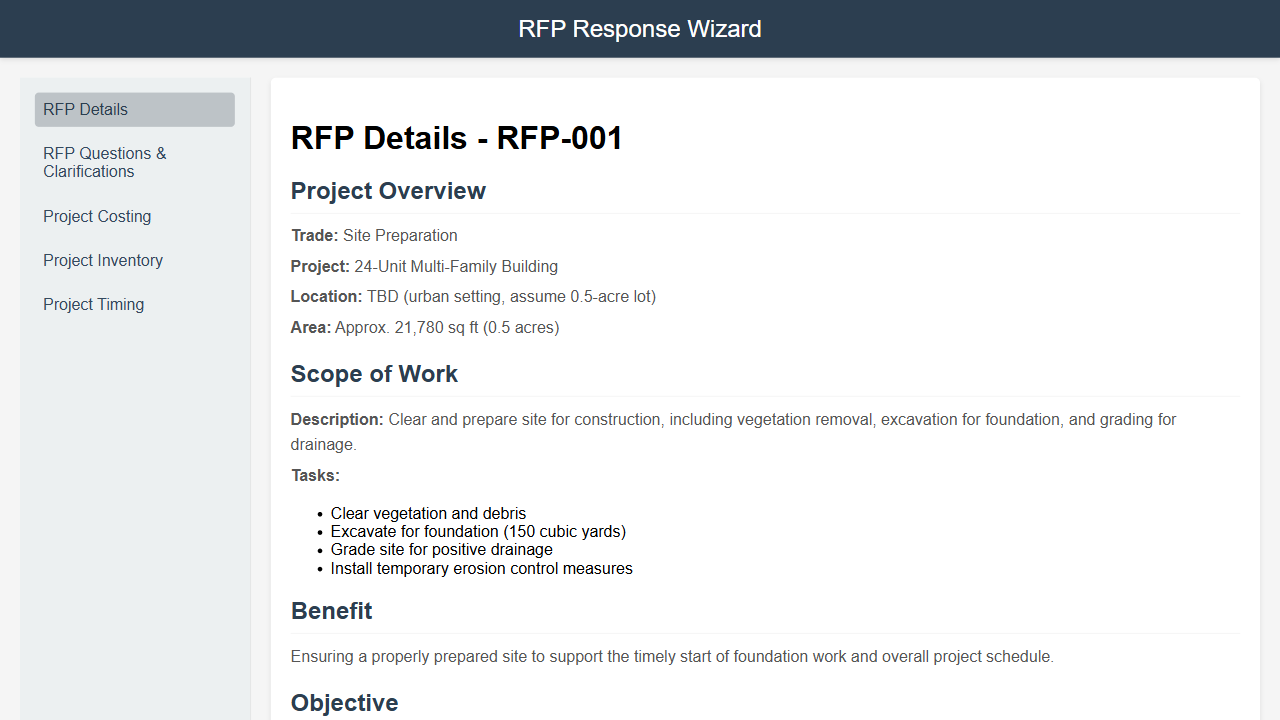 RFP Response Wizard
RFP Details
RFP Questions &
Clarifications
Project Costing
Project Inventory
Project Timing
RFP Details - RFP-001
Project Overview
Trade: Site Preparation
Project: 24-Unit Multi-Family Building
Location: TBD (urban setting, assume 0.5-acre lot)
Area: Approx. 21,780 sq ft (0.5 acres)
Scope of Work
Description: Clear and prepare site for construction, including vegetation removal, excavation for foundation, and grading for
drainage.
Tasks:
• Clear vegetation and debris
• Excavate for foundation (150 cubic yards)
• Grade site for positive drainage
• Install temporary erosion control measures
Benefit
Ensuring a properly prepared site to support the timely start of foundation work and overall project schedule.
Objective